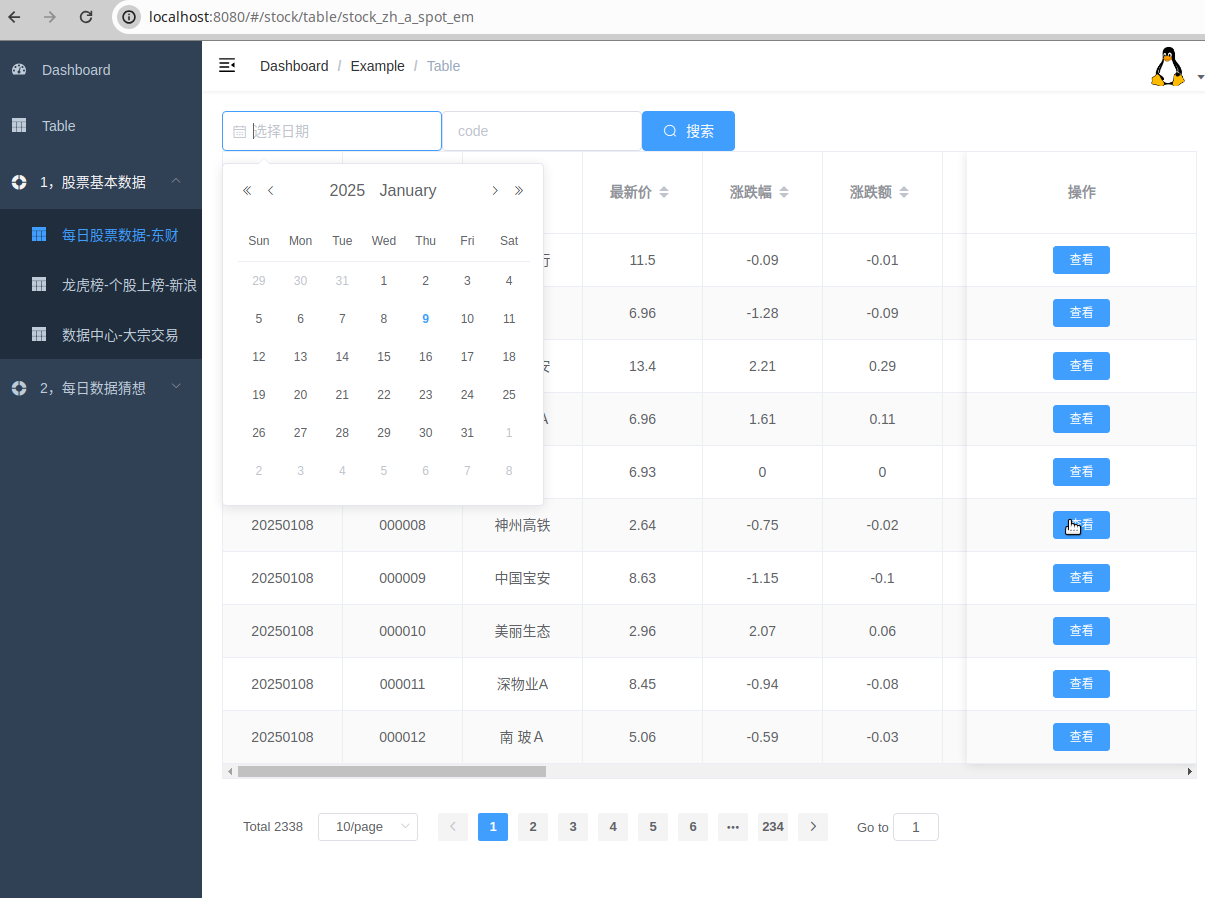 localhost:8080/#/stock/table/stock_zh_a_spot_em
Dashboard
Table
1，股票基本数据
每日股票数据-东财
龙虎榜-个股上榜-新浪
数据中心-大宗交易
2，每日数据猜想
Dashboard / Example / Table
选择日期 code 搜索
2025 January
Sun Mon Tue Wed Thu Fri Sat
29 30 31 1 2 3 4
5 6 7 8 9 10 11
12 13 14 15 16 17 18
19 20 21 22 23 24 25
26 27 28 29 30 31 1
2 3 4 5 6 7 8
最新价 涨跌幅 涨跌额 操作
11.5 -0.09 -0.01 查看
6.96 -1.28 -0.09 查看
13.4 2.21 0.29 查看
A 6.96 1.61 0.11 查看
6.93 0 0 查看
20250108 000008 神州高铁 2.64 -0.75 -0.02 看
20250108 000009 中国宝安 8.63 -1.15 -0.1 查看
20250108 000010 美丽生态 2.96 2.07 0.06 查看
20250108 000011 深物业A 8.45 -0.94 -0.08 查看
20250108 000012 南 玻Ａ 5.06 -0.59 -0.03 查看
Total 2338 10/page 1 2 3 4 5 6 ••• 234 Go to 1